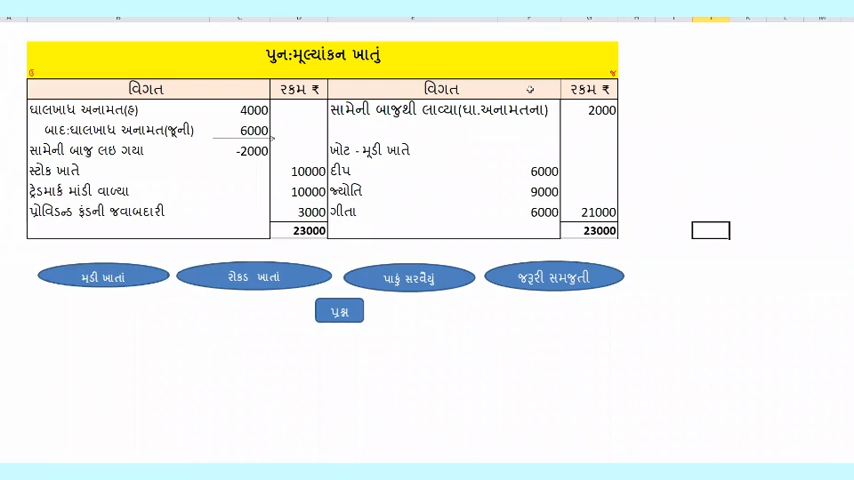 પુન:મૂલ્યાંકન ખાતું
ઉ જ
વિગત રકમ ₹ વિગત રકમ ₹
ઘાલખાધ અનામત(હ) 4000 સામેની બાજુથી લાવ્યા(ઘા.અનામતના) 2000
બાદ:ઘાલખાધ અનામત(જૂની) 6000
સામેની બાજુ લઇ ગયા -2000 ખોટ - મૂડી ખાતે
સ્ટોક ખાતે 10000 દીપ 6000
ટ્રેડમાર્ક માંડી વાળ્યા 10000 જ્યોતિ 9000
પ્રોવિડન્ડ ફંડની જવાબદારી 3000 ગીતા 6000 21000
23000 23000
મડી ખાતાં રોકડ ખાતાં પાકું સરવૈયું જરૂરી સમજુતી
પ્રશ્ન